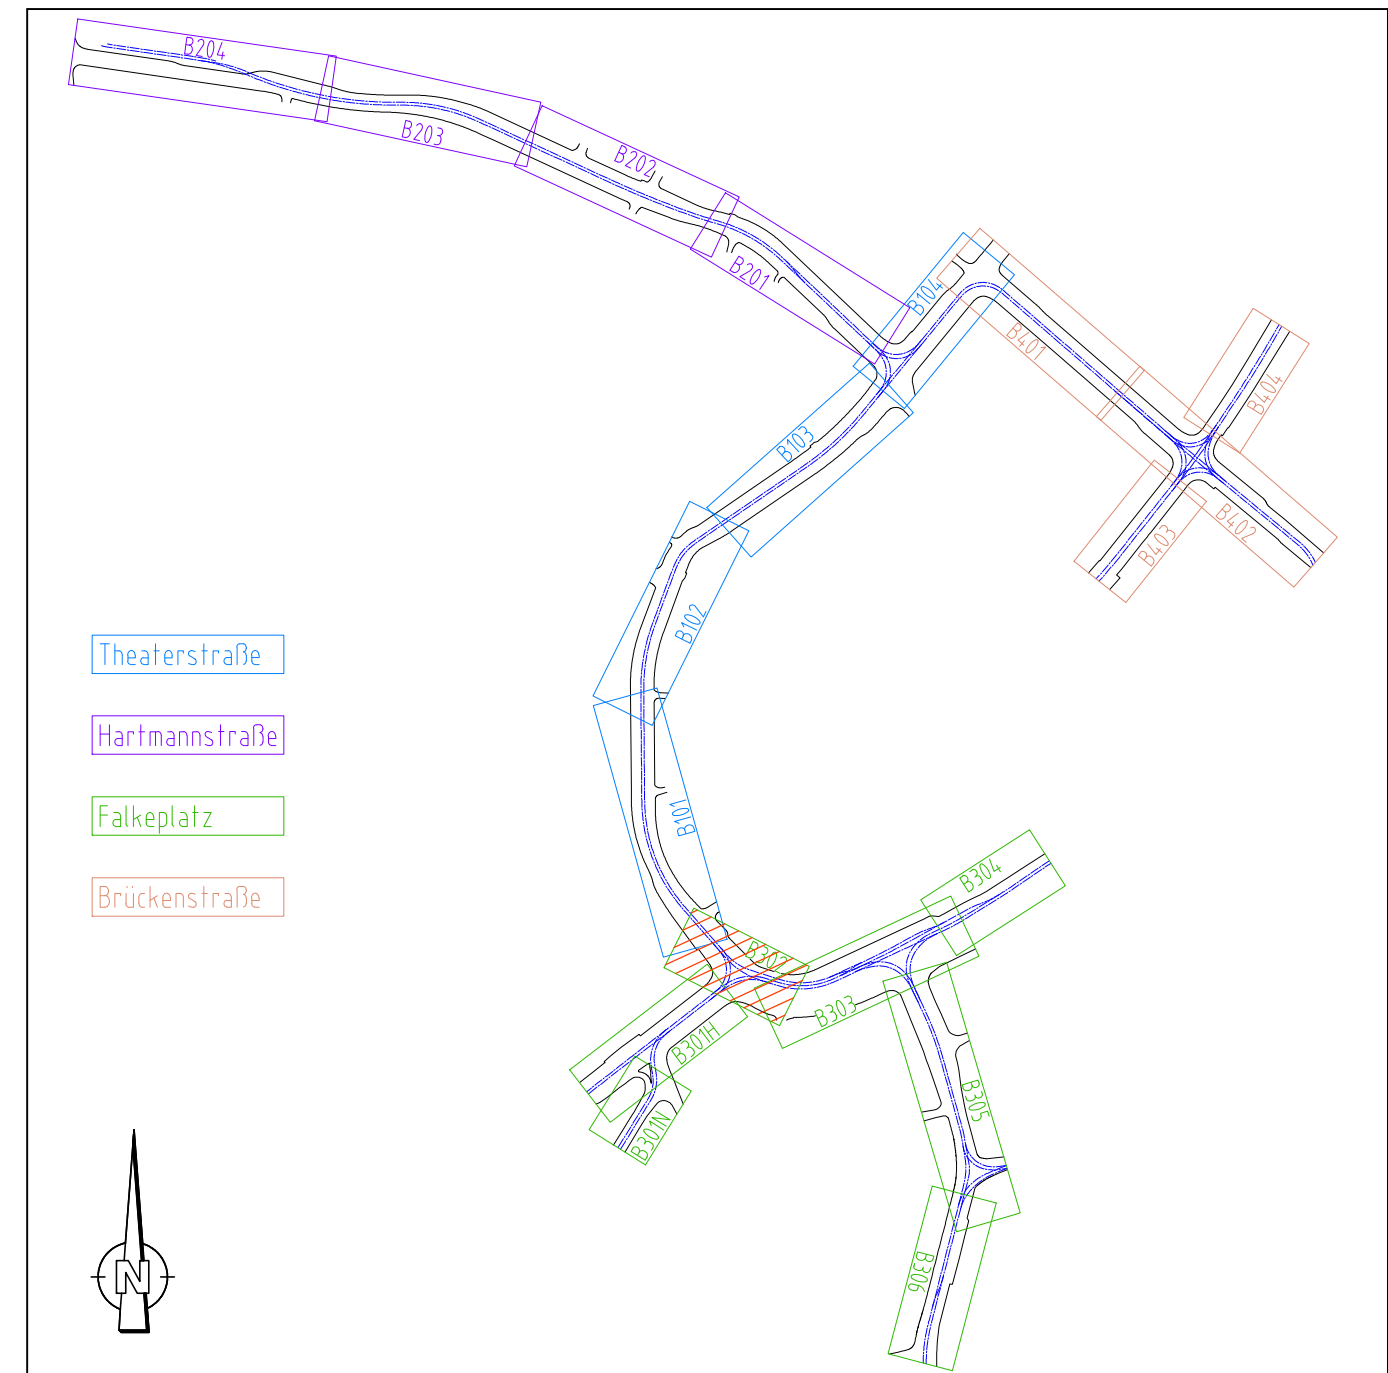 B204
B203
B202
B201
B104
B401
B404
B103
B402
B403
B102
Theaterstraße
Hartmannstraße
Falkeplatz
Brückenstraße
B101
B304
B302
B303
B301H
B301N
B305
B306
N